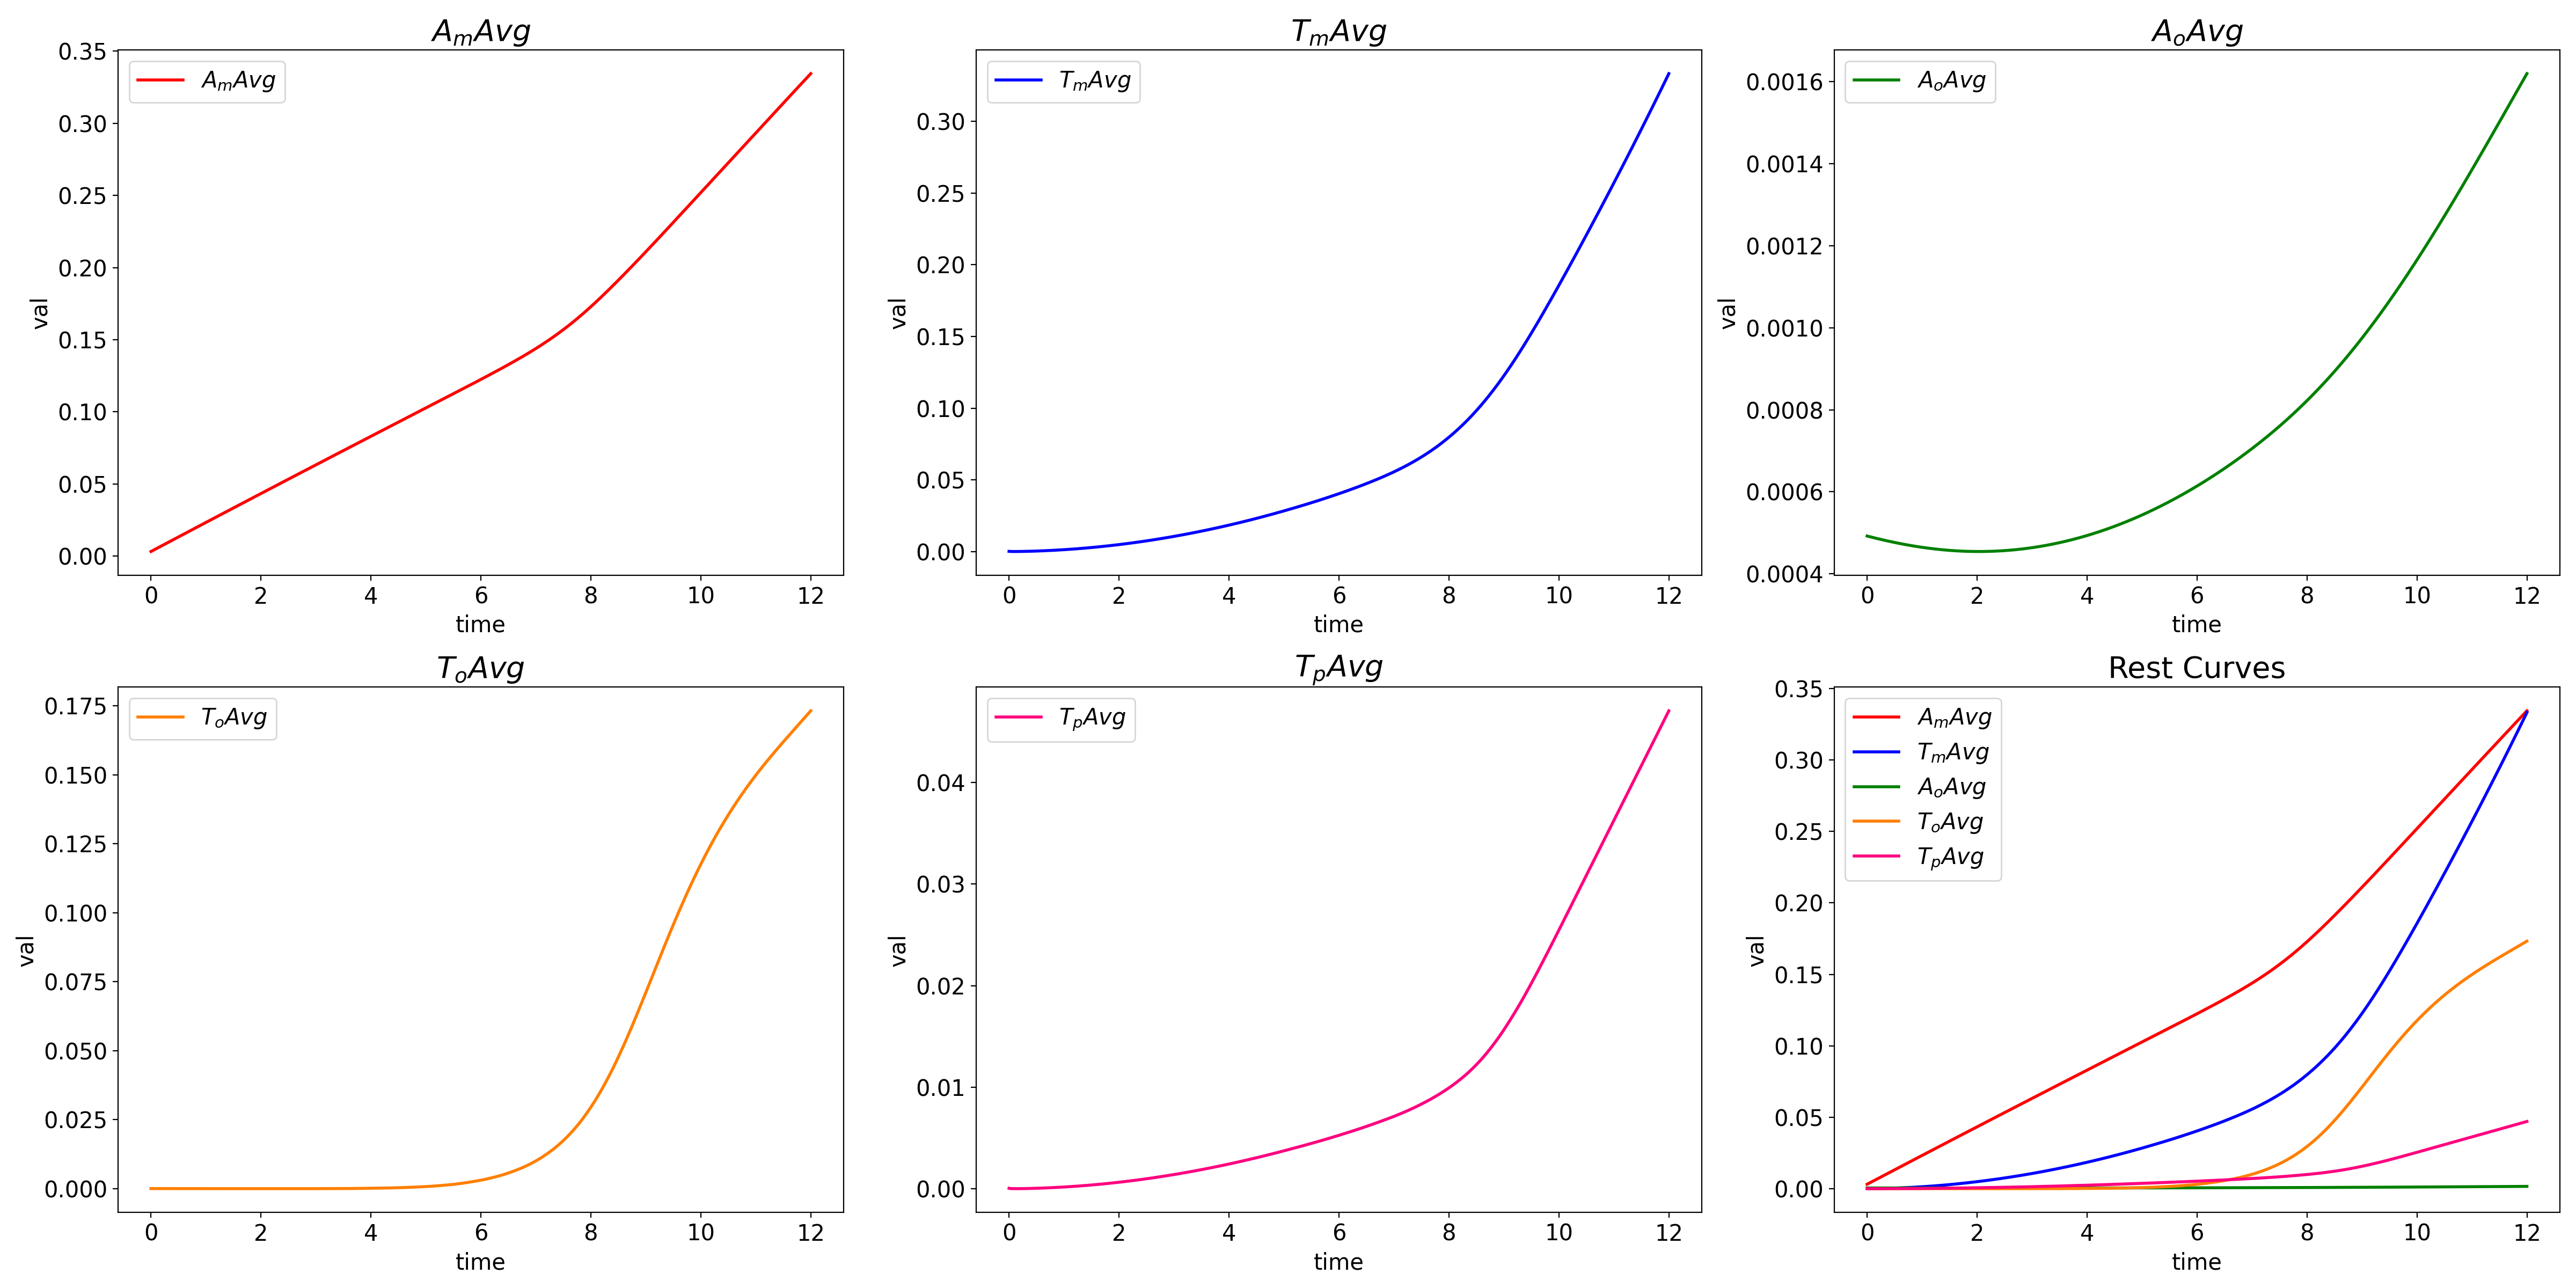 A_mAvg
A_mAvg
val
0.35
0.30
0.25
0.20
0.15
0.10
0.05
0.00
0 2 4 6 8 10 12
time
T_mAvg
T_mAvg
val
0.30
0.25
0.20
0.15
0.10
0.05
0.00
0 2 4 6 8 10 12
time
A_oAvg
A_oAvg
val
0.0016
0.0014
0.0012
0.0010
0.0008
0.0006
0.0004
0 2 4 6 8 10 12
time
T_oAvg
T_oAvg
val
0.175
0.150
0.125
0.100
0.075
0.050
0.025
0.000
0 2 4 6 8 10 12
time
T_pAvg
T_pAvg
val
0.04
0.03
0.02
0.01
0.00
0 2 4 6 8 10 12
time
Rest Curves
A_mAvg
T_mAvg
A_oAvg
T_oAvg
T_pAvg
val
0.35
0.30
0.25
0.20
0.15
0.10
0.05
0.00
0 2 4 6 8 10 12
time